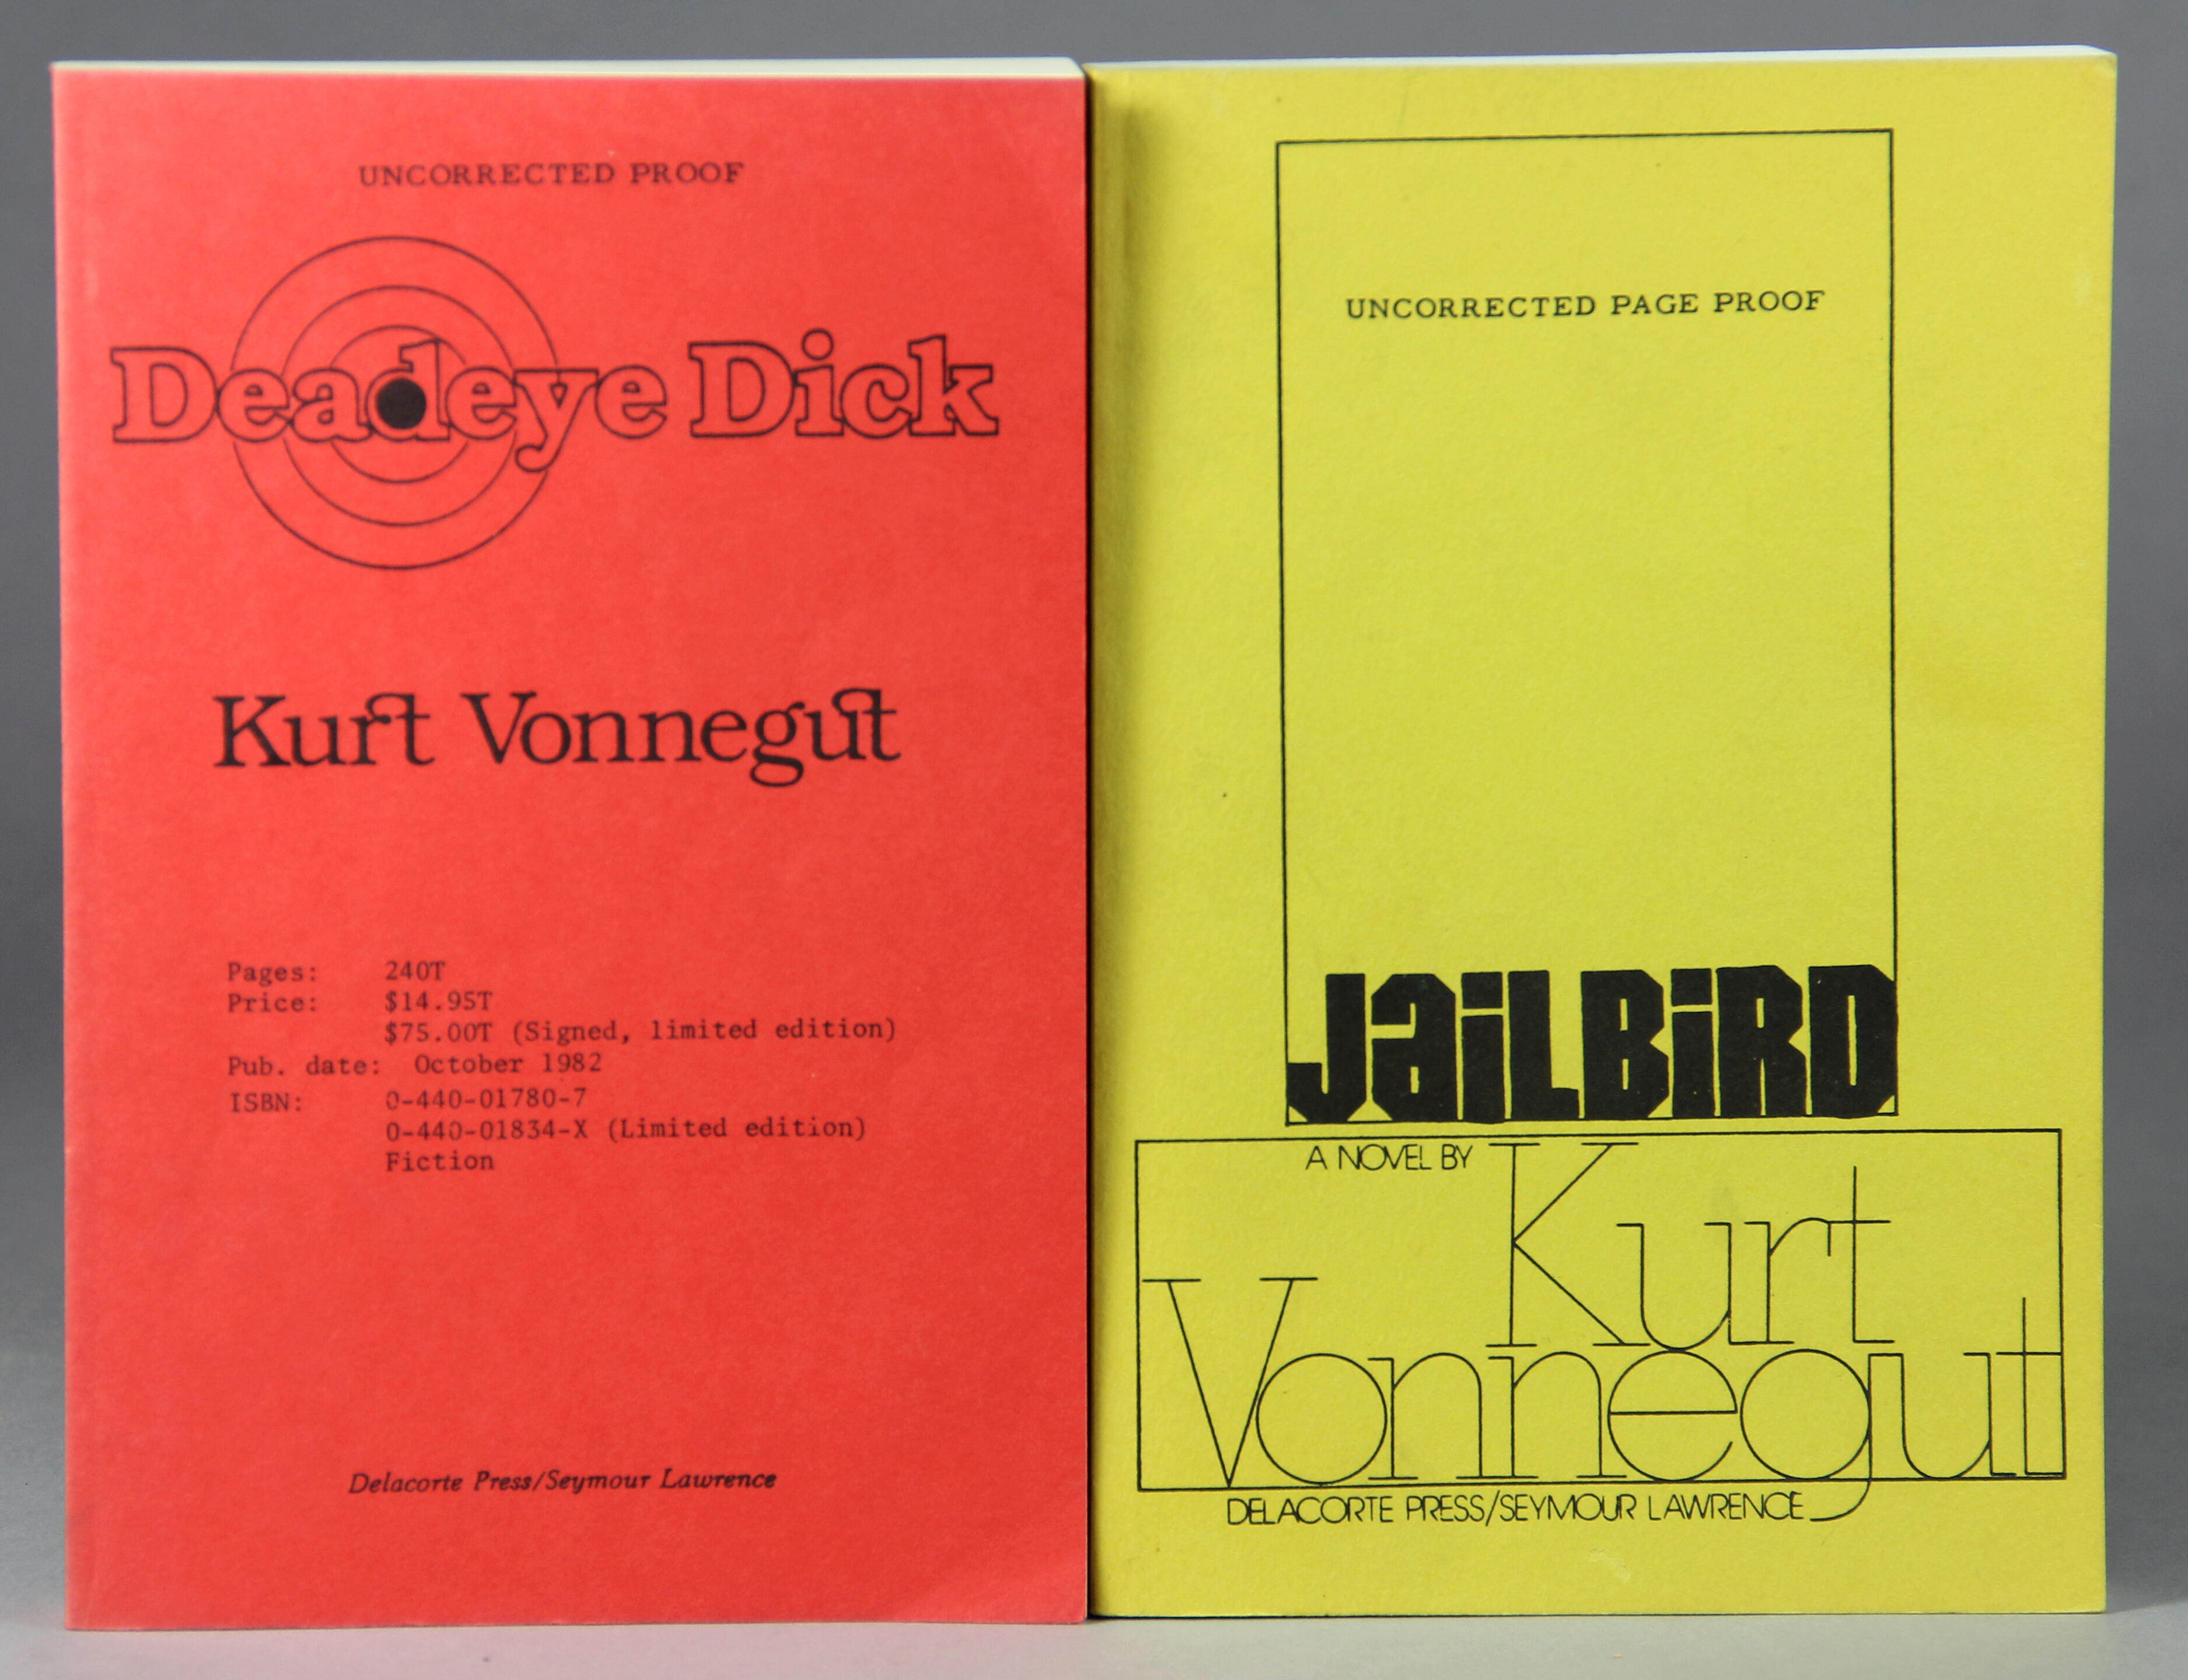 UNCORRECTED PROOF
Deadeye Dick
Kurt Vonnegut
Pages: 240T
Price: $14.95T
$75.00T (Signed, limited edition)
Pub. date: October 1982
ISBN: 0-440-01780-7
0-440-01834-X (Limited edition)
Fiction
Delacorte Press/Seymour Lawrence
UNCORRECTED PAGE PROOF
JaiLBiRD
A NOVEL BY Kurt
Vonnegut
DELACORTE PRESS/SEYMOUR LAWRENCE